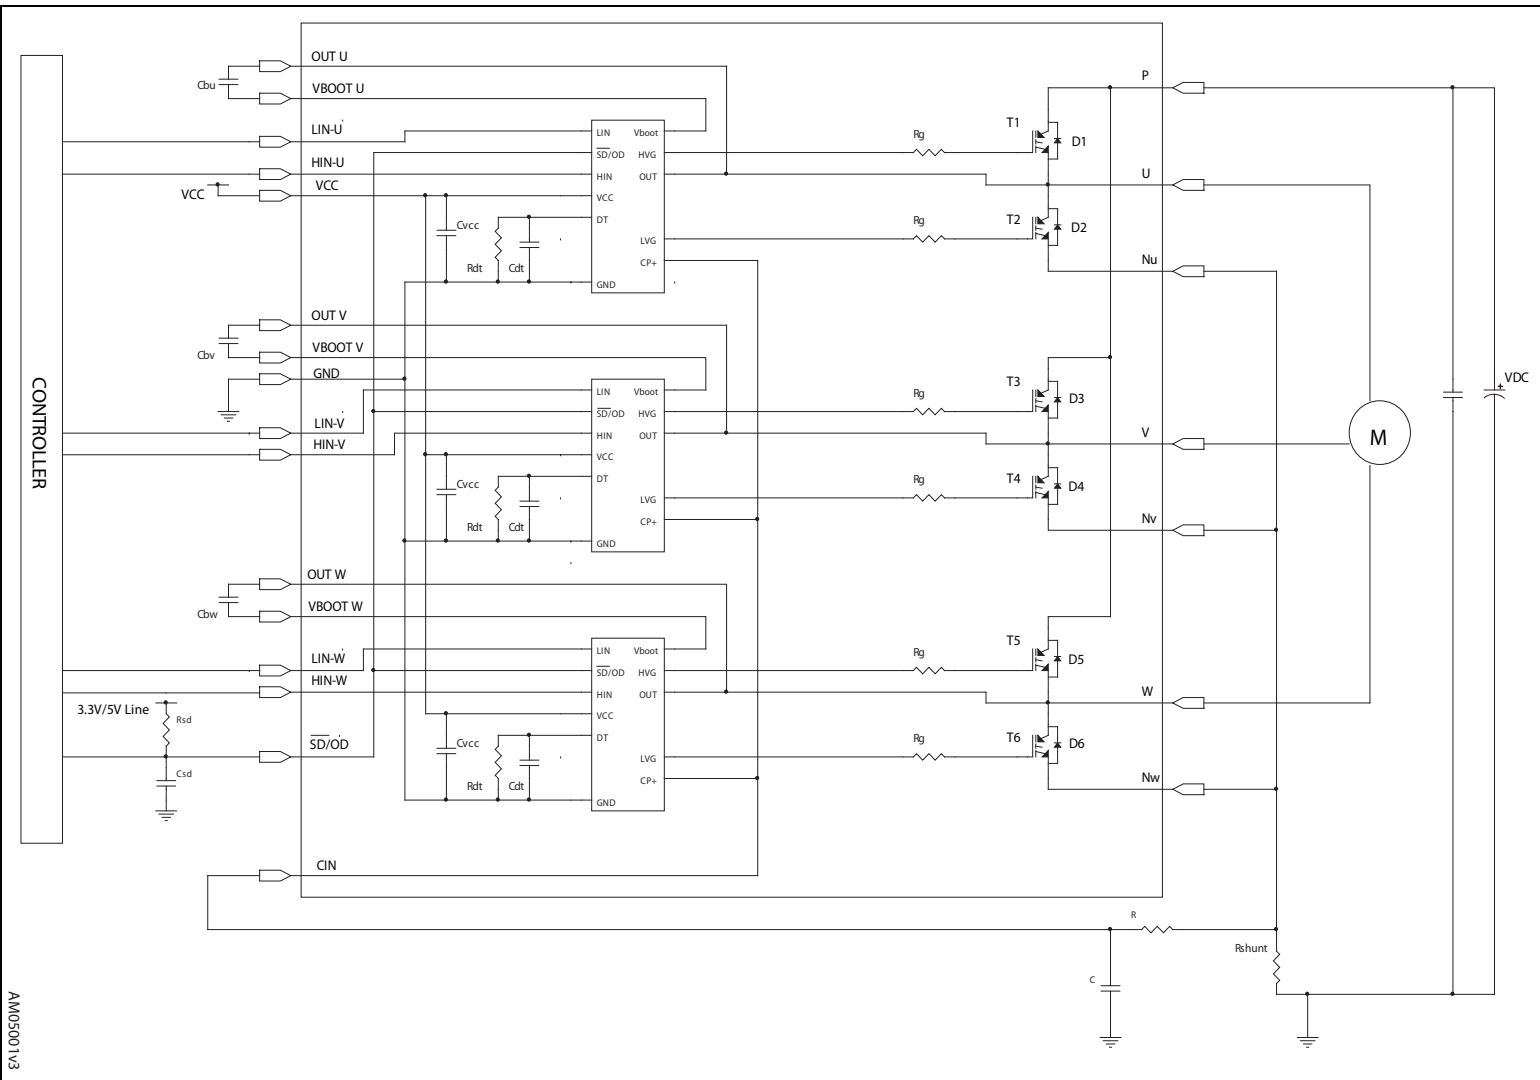 CONTROLLER
AM05001v3
OUT U
Cbu
VBOOT U
LIN-U
HIN-U
VCC
VCC
LIN
SD/OD
HIN
VCC
DT
GND
Vboot
HVG
OUT
LVG
CP+
Cvcc
Rdt
Cdt
Rg
Rg
T1
D1
T2
D2
P
U
Nu
OUT V
Cbv
VBOOT V
GND
LIN-V
HIN-V
LIN
SD/OD
HIN
VCC
DT
GND
Vboot
HVG
OUT
LVG
CP+
Cvcc
Rdt
Cdt
Rg
Rg
T3
D3
T4
D4
V
Nv
M
VDC
+
OUT W
Cbw
VBOOT W
LIN-W
HIN-W
3.3V/5V Line
Rsd
SD/OD
Csd
LIN
SD/OD
HIN
VCC
DT
GND
Vboot
HVG
OUT
LVG
CP+
Cvcc
Rdt
Cdt
Rg
Rg
T5
D5
T6
D6
W
Nw
CIN
R
C
Rshunt